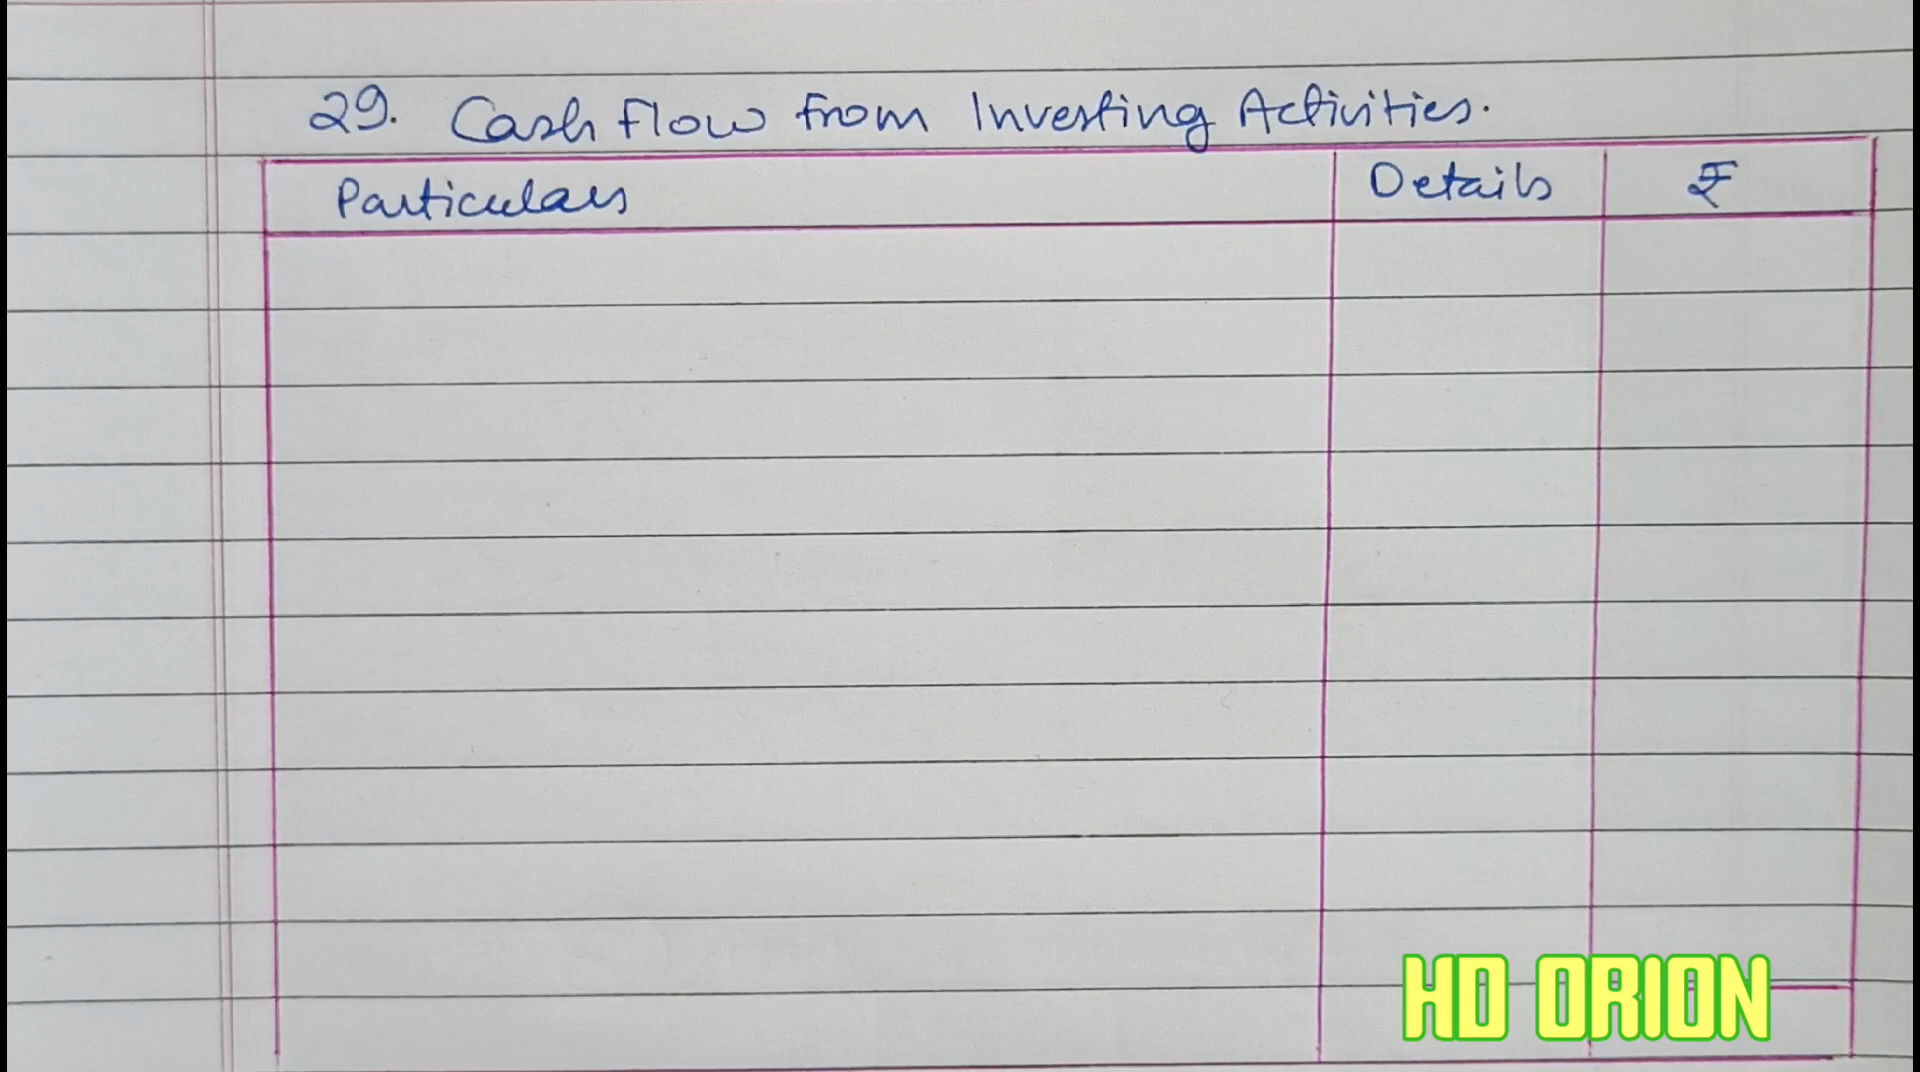 29. Cash Flow from Investing Activities.
Particulars Details ₹
HD ORION